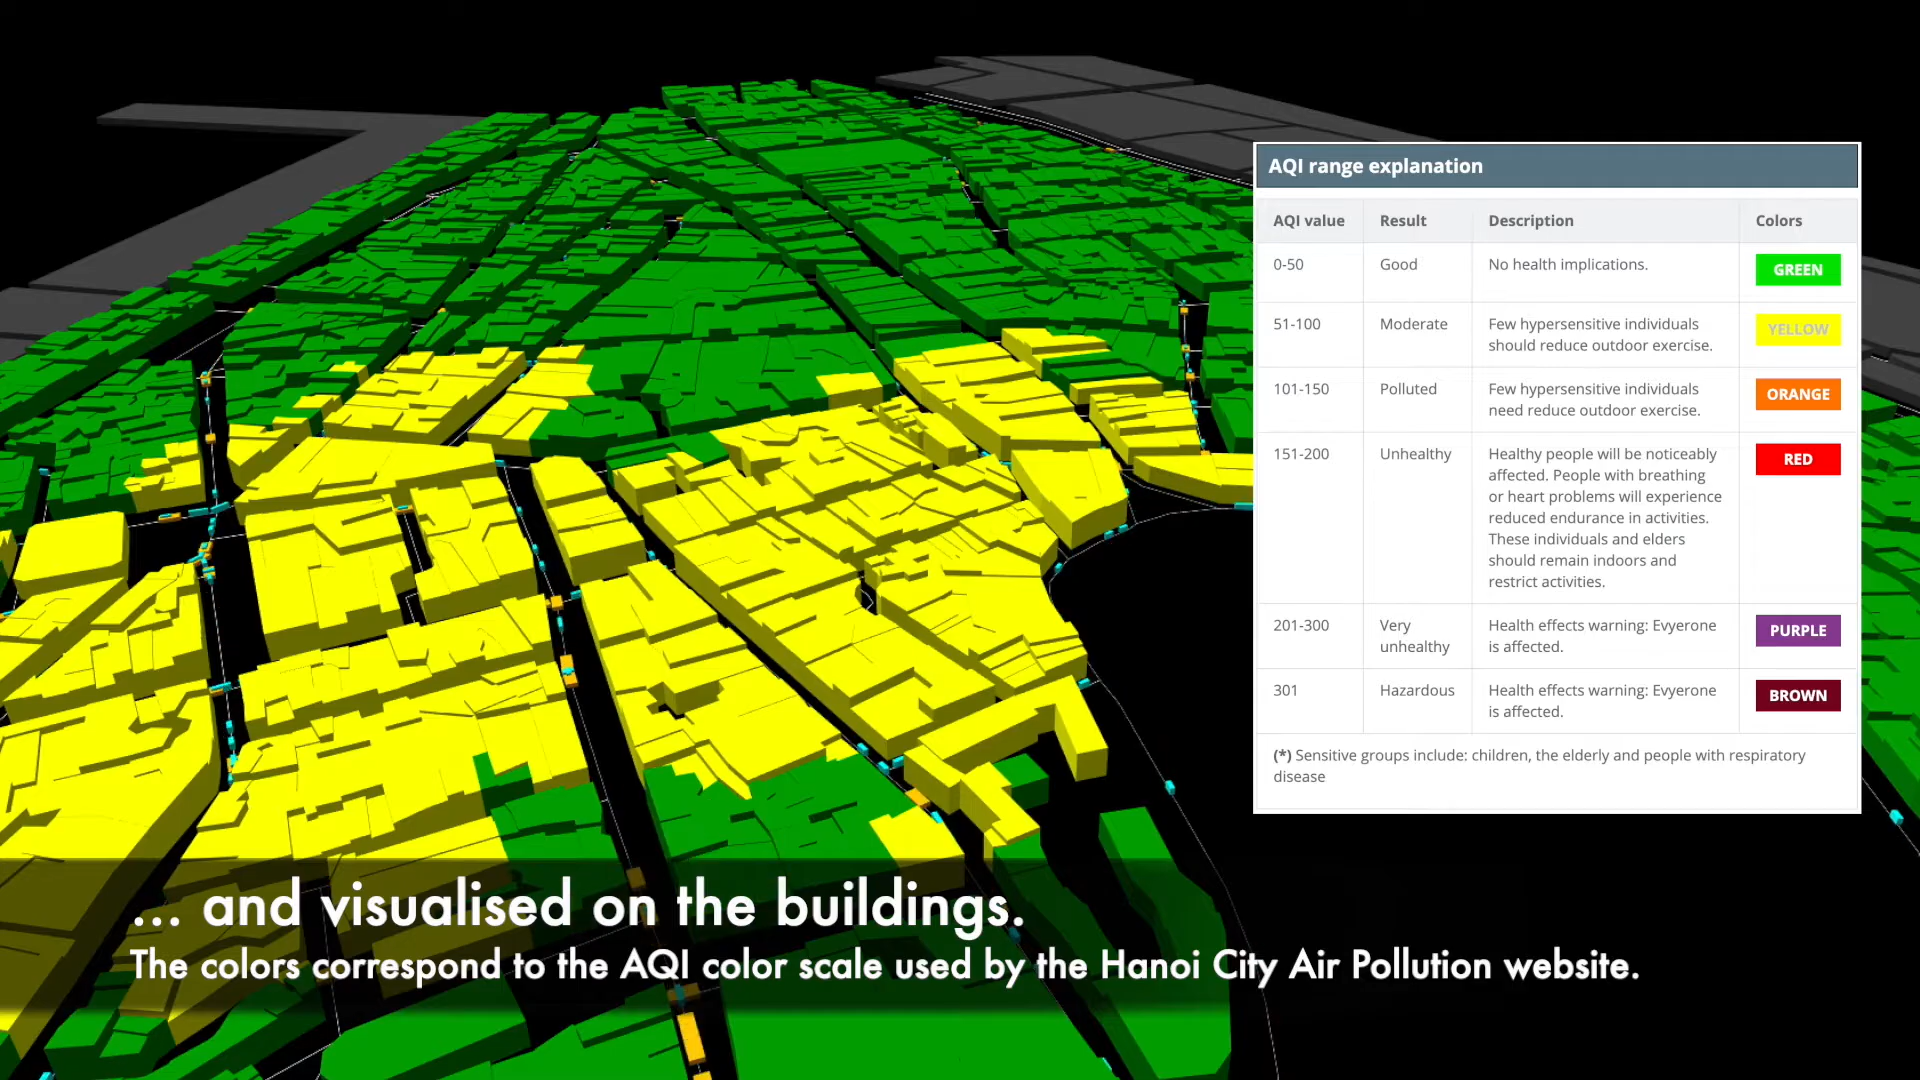 AQI range explanation
AQI value Result Description Colors
0-50 Good No health implications. GREEN
51-100 Moderate Few hypersensitive individuals
should reduce outdoor exercise. YELLOW
101-150 Polluted Few hypersensitive individuals
need reduce outdoor exercise. ORANGE
151-200 Unhealthy Healthy people will be noticeably
affected. People with breathing
or heart problems will experience
reduced endurance in activities.
These individuals and elders
should remain indoors and
restrict activities. RED
201-300 Very
unhealthy Health effects warning: Evyerone
is affected. PURPLE
301 Hazardous Health effects warning: Evyerone
is affected. BROWN
(*) Sensitive groups include: children, the elderly and people with respiratory
disease
... and visualised on the buildings.
The colors correspond to the AQI color scale used by the Hanoi City Air Pollution website.